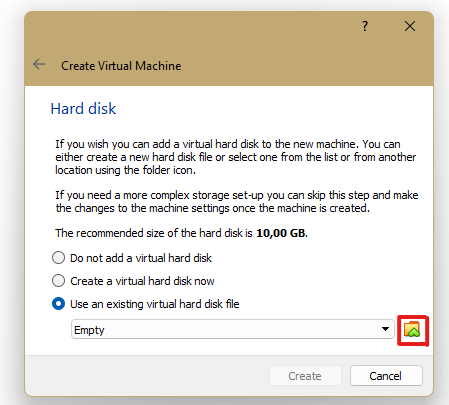 ?
Create Virtual Machine
Hard disk
If you wish you can add a virtual hard disk to the new machine. You can
either create a new hard disk file or select one from the list or from another
location using the folder icon.
If you need a more complex storage set-up you can skip this step and make
the changes to the machine settings once the machine is created.
The recommended size of the hard disk is 10,00 GB.
Do not add a virtual hard disk
Create a virtual hard disk now
Use an existing virtual hard disk file
Empty
Create
Cancel